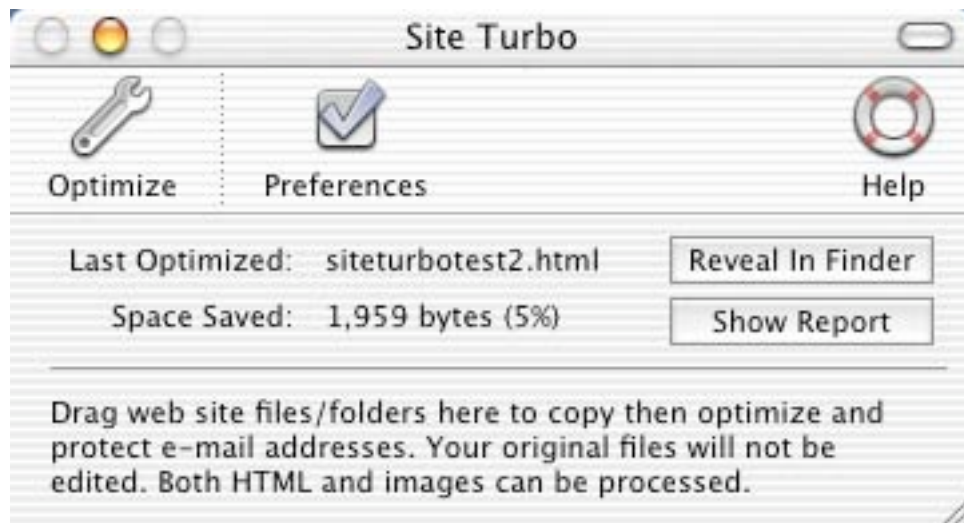 Site Turbo
Optimize
Preferences
Help
Last Optimized: siteturbotest2.html
Reveal In Finder
Space Saved: 1,959 bytes (5%)
Show Report
Drag web site files/folders here to copy then optimize and
protect e-mail addresses. Your original files will not be
edited. Both HTML and images can be processed.